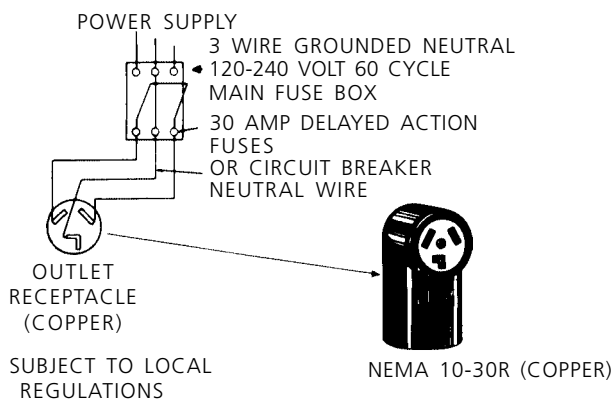 POWER SUPPLY
3 WIRE GROUNDED NEUTRAL
120-240 VOLT 60 CYCLE
MAIN FUSE BOX
30 AMP DELAYED ACTION
FUSES
OR CIRCUIT BREAKER
NEUTRAL WIRE
OUTLET
RECEPTACLE
(COPPER)
NEMA 10-30R (COPPER)
SUBJECT TO LOCAL
REGULATIONS